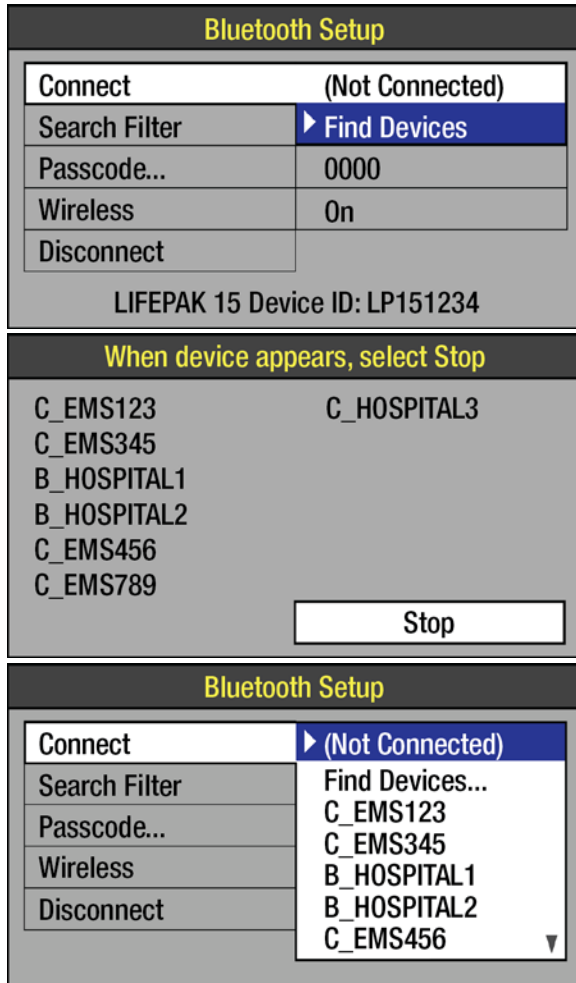 Bluetooth Setup
Connect (Not Connected)
Search Filter Find Devices
Passcode... 0000
Wireless On
Disconnect
LIFEPAK 15 Device ID: LP151234
When device appears, select Stop
C_EMS123 C_HOSPITAL3
C_EMS345
B_HOSPITAL1
B_HOSPITAL2
C_EMS456
C_EMS789
Stop
Bluetooth Setup
Connect (Not Connected)
Search Filter Find Devices...
Passcode... C_EMS123
C_EMS345
Wireless B_HOSPITAL1
Disconnect B_HOSPITAL2
C_EMS456